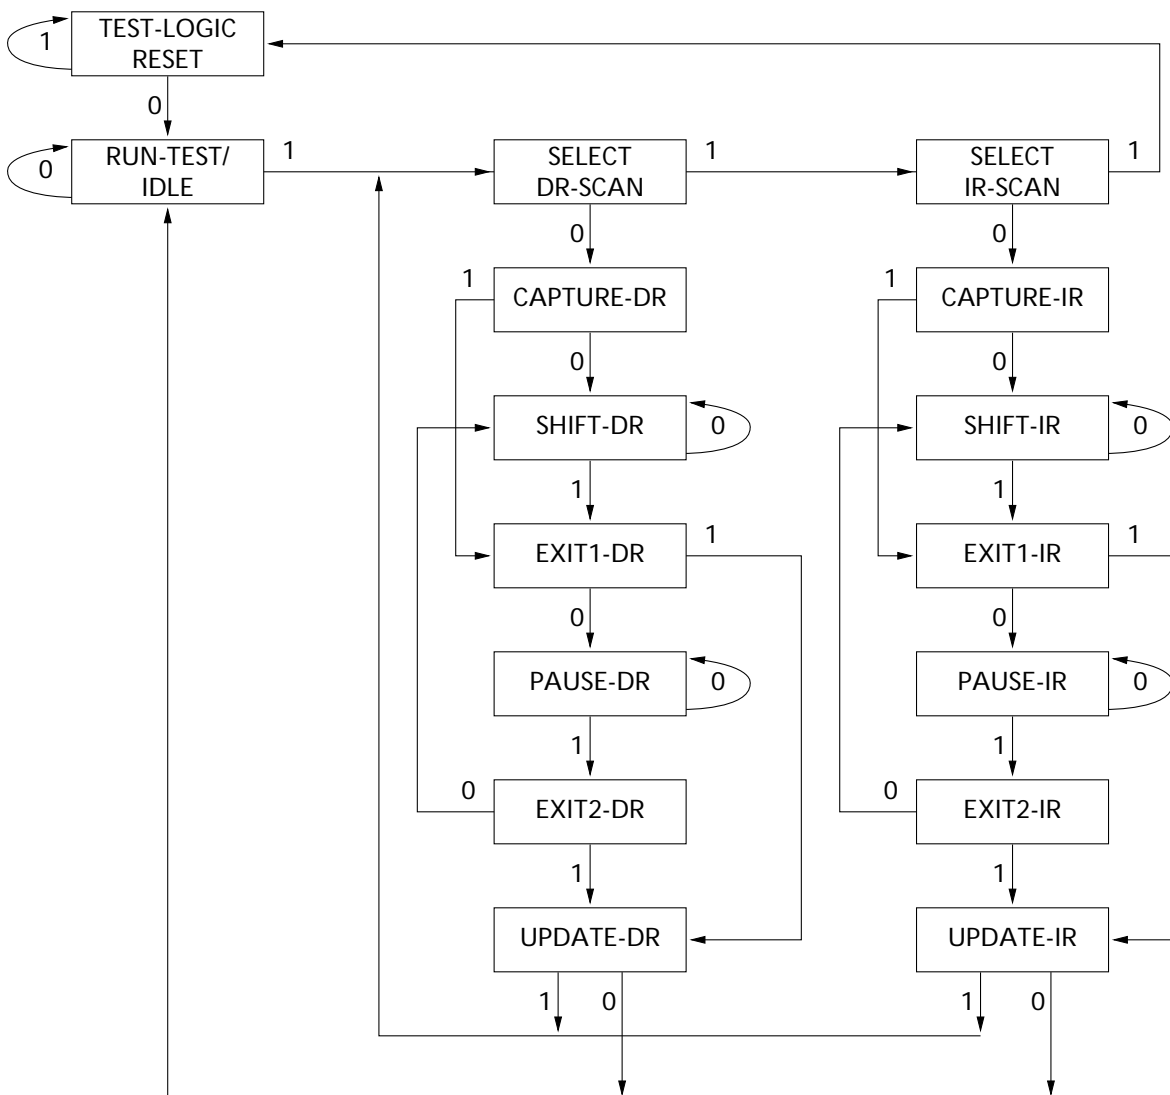 TEST-LOGIC
RESET
1
0
RUN-TEST/
IDLE
0
1
SELECT
DR-SCAN
1
SELECT
IR-SCAN
1
0
0
1
CAPTURE-DR
1
CAPTURE-IR
0
0
SHIFT-DR
0
SHIFT-IR
0
1
1
EXIT1-DR
1
EXIT1-IR
1
0
0
PAUSE-DR
0
PAUSE-IR
0
1
1
0
EXIT2-DR
0
EXIT2-IR
1
1
UPDATE-DR
UPDATE-IR
1
0
1
0